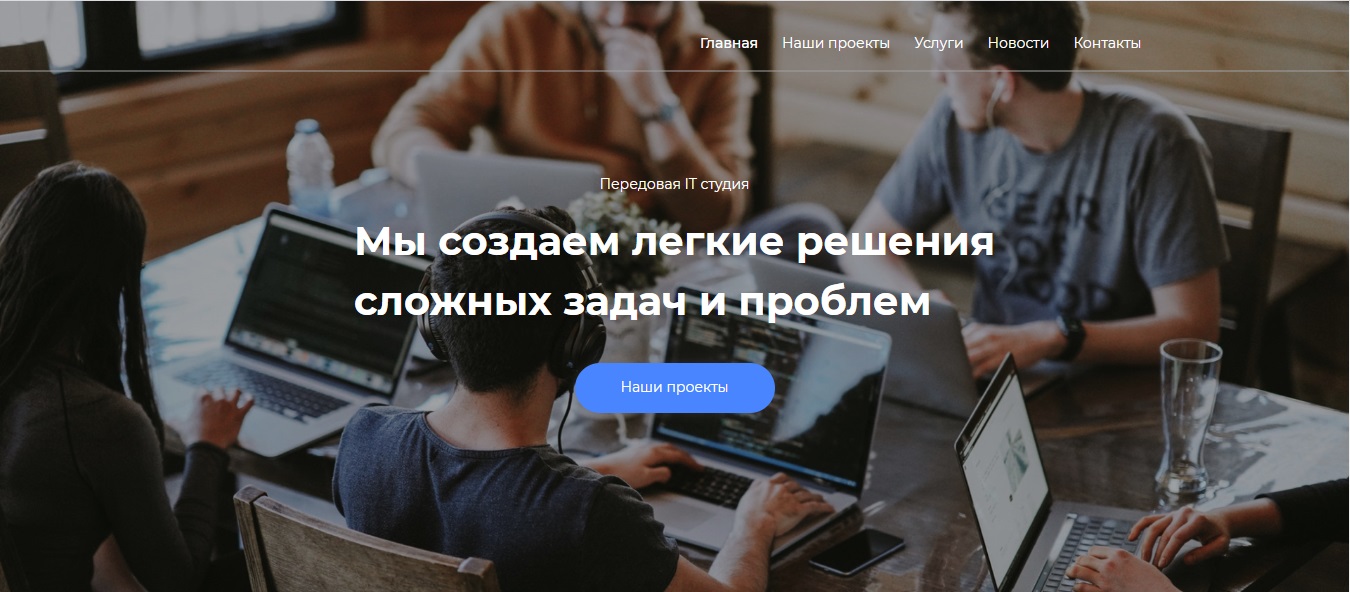 Главная Наши проекты Услуги Новости Контакты
Передовая IT студия
Мы создаем легкие решения
сложных задач и проблем
Наши проекты